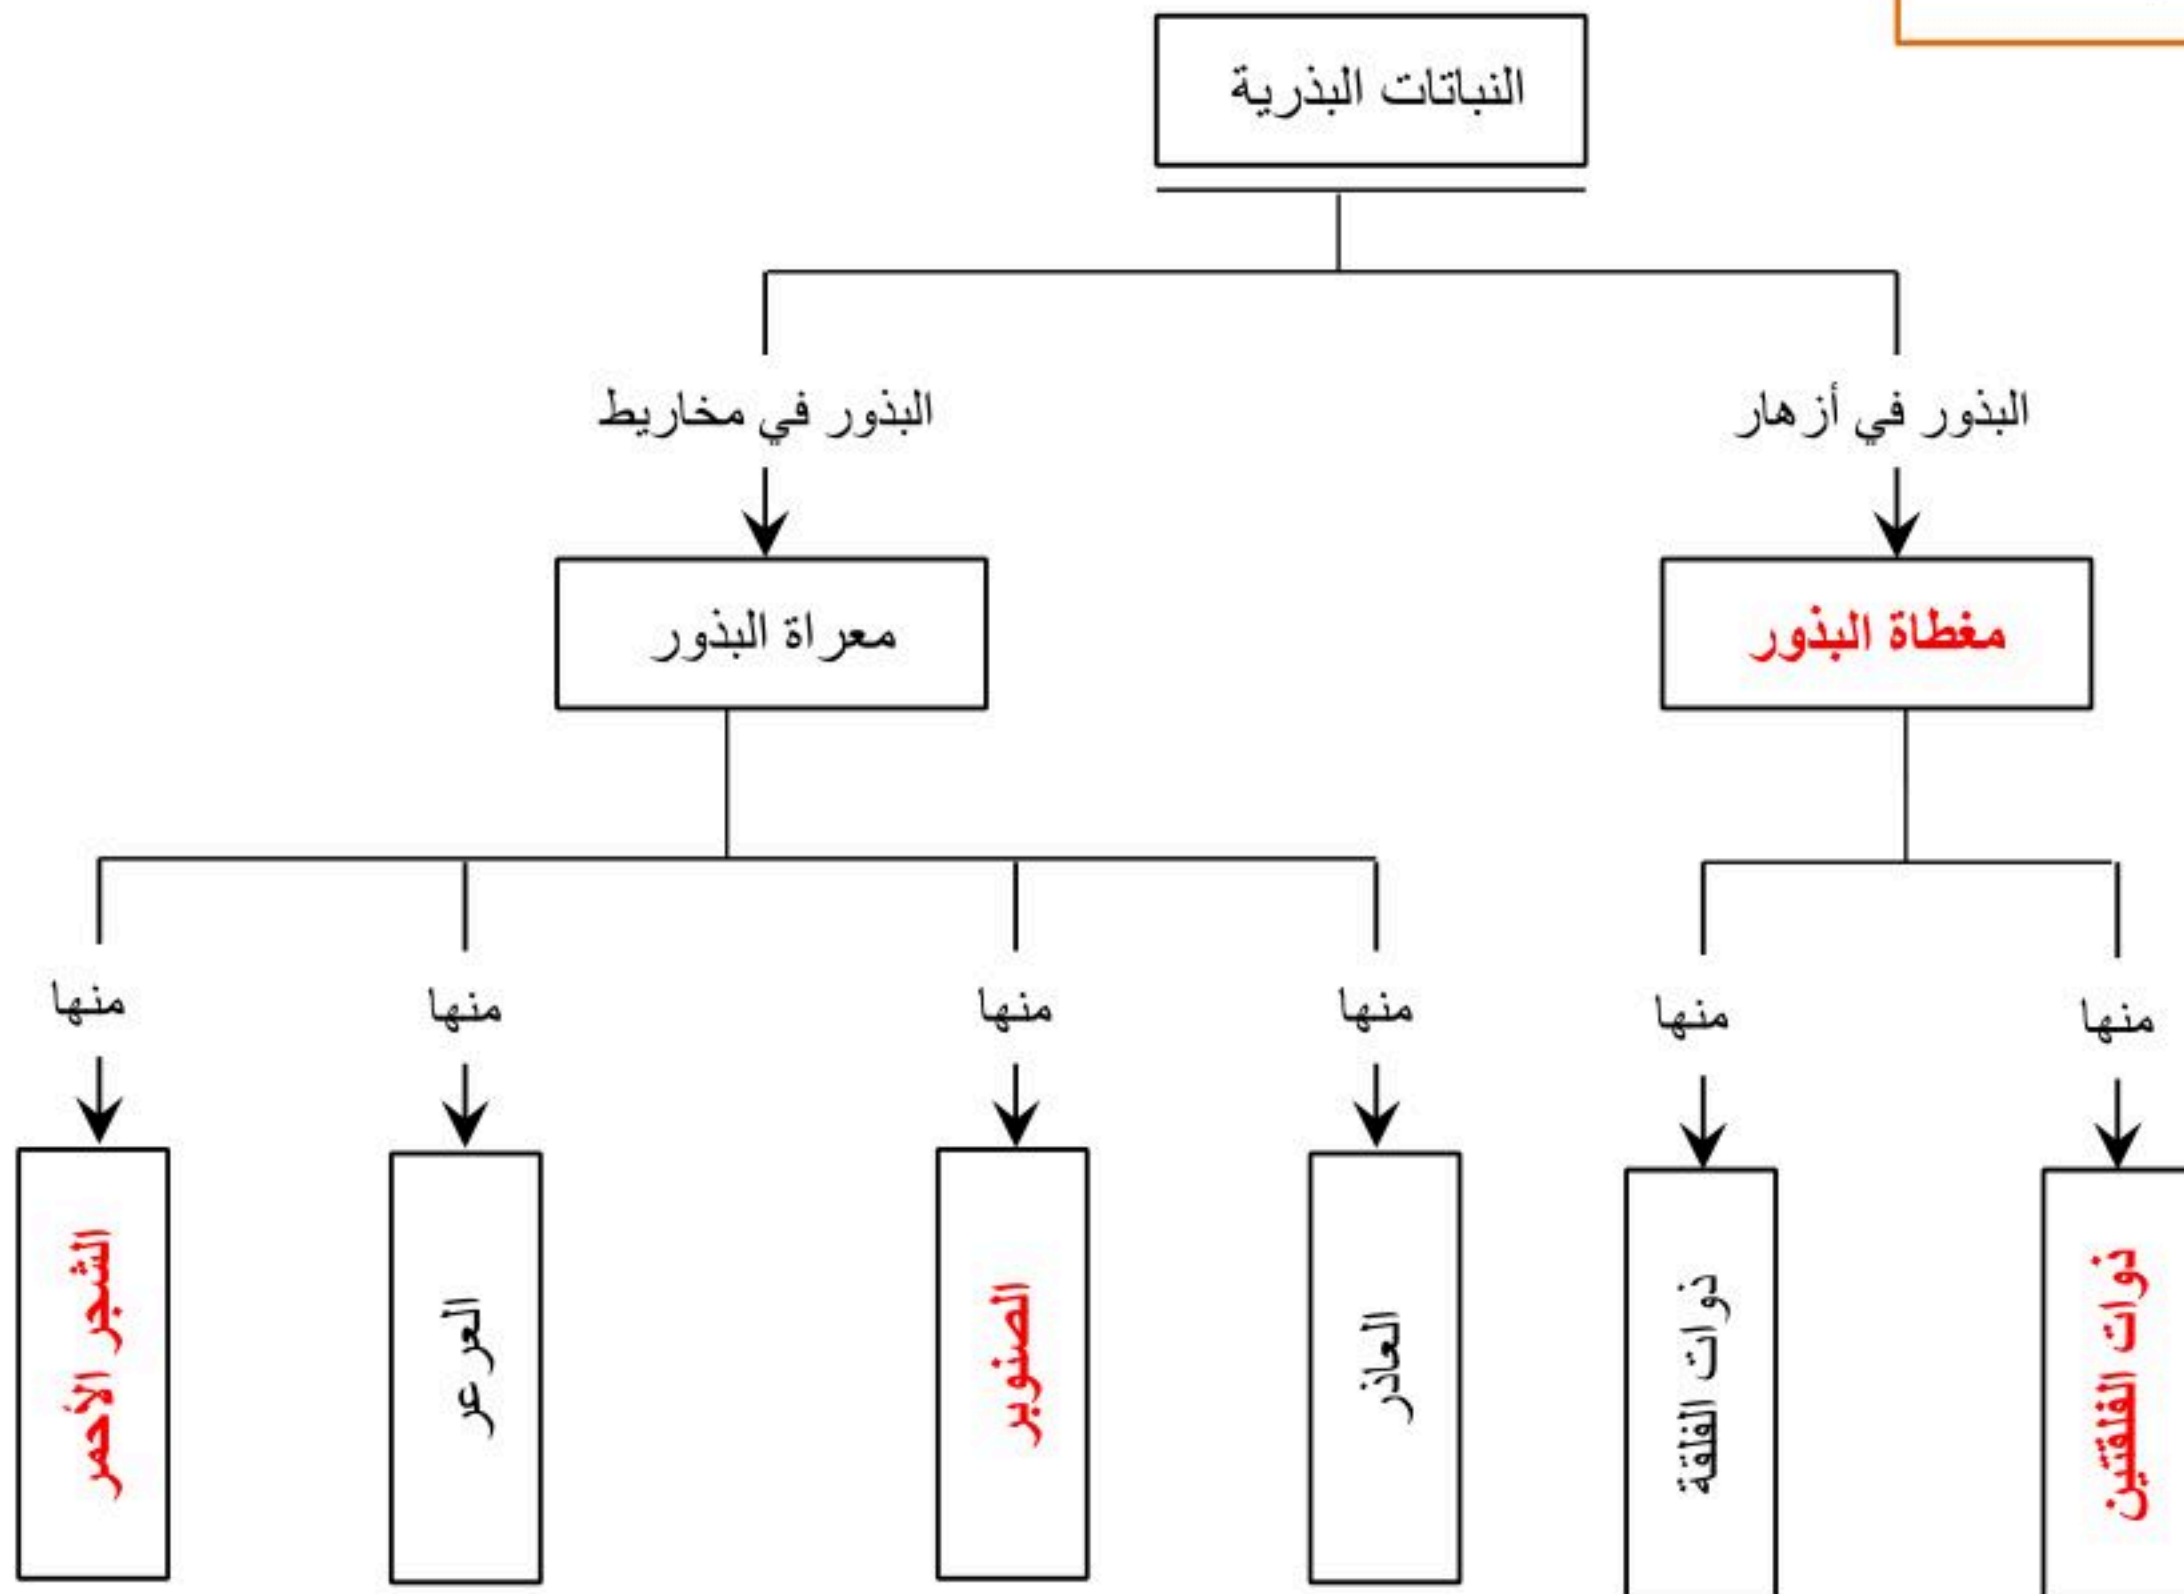 النباتات البذرية
البذور في أزهار
البذور في مخاريط
مغطاة البذور
معراة البذور
منها
منها
منها
منها
منها
منها
ذوات الفلقتين
ذوات الفلقة
العاذر
الصنوبر
العرعر
الشجر الأحمر